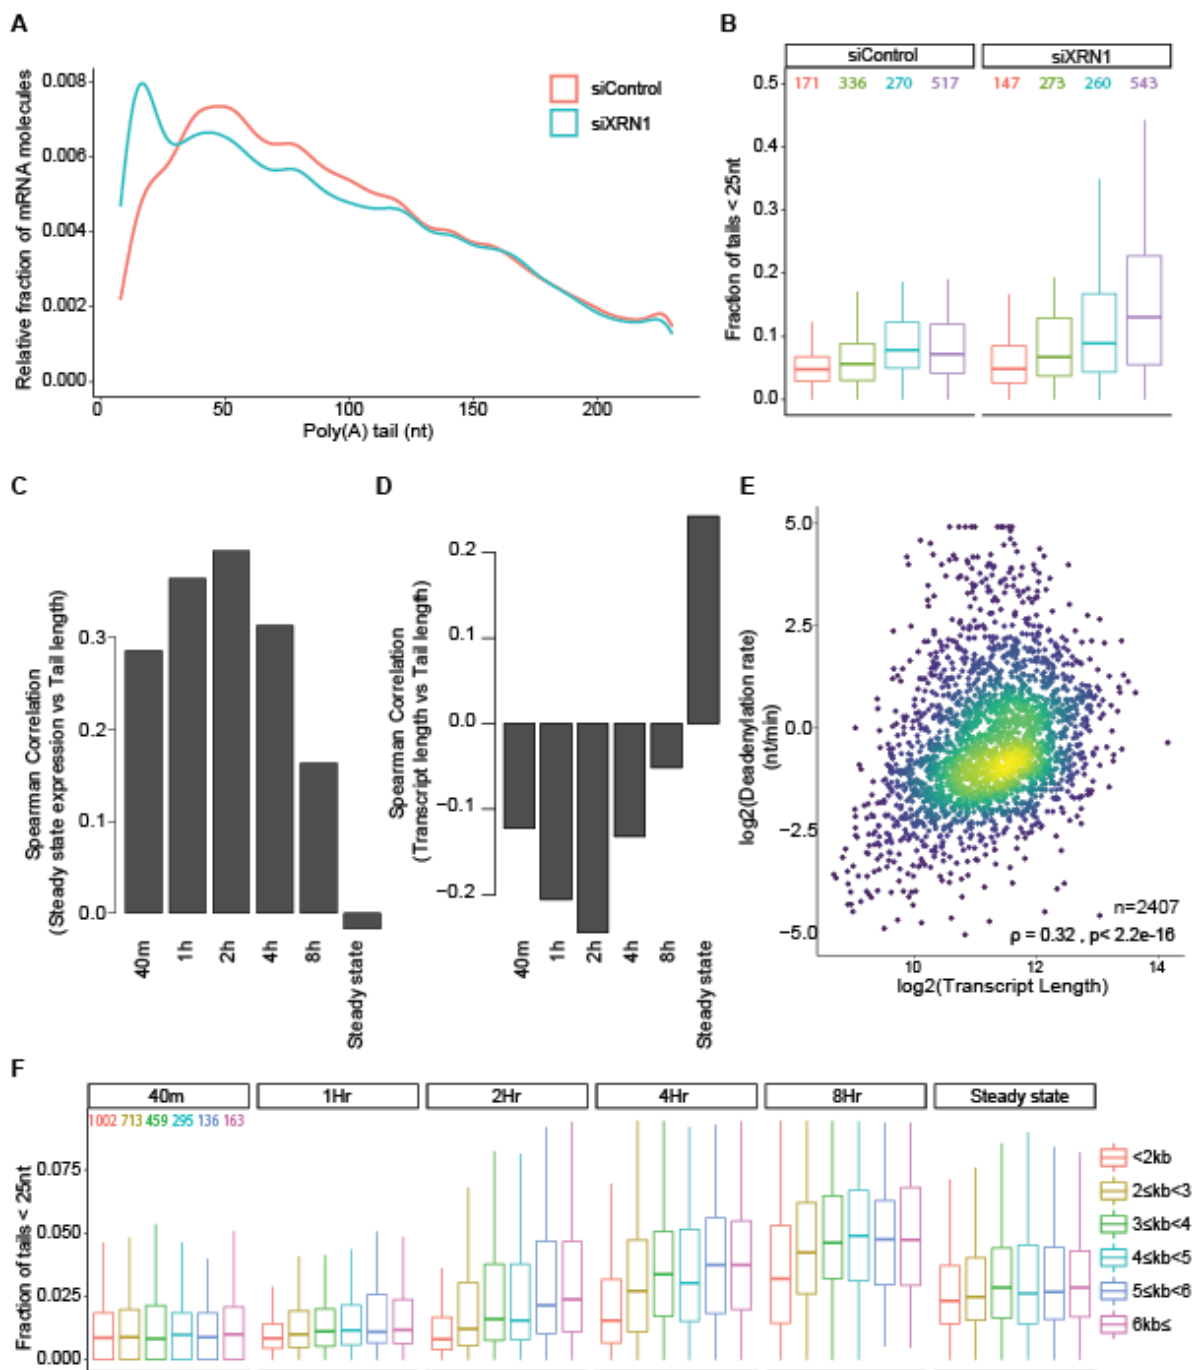 A
Relative fraction of mRNA molecules
0.008
0.006
0.004
0.002
0.000
0
50
100
150
200
Poly(A) tail (nt)
siControl
siXRN1
B
siControl
siXRN1
171 336 270 517 147 273 260 543
Fraction of tails < 25nt
0.5
0.4
0.3
0.2
0.1
0.0
C
Spearman Correlation
(Steady state expression vs Tail length)
0.3
0.2
0.1
0.0
40m
1h
2h
4h
8h
Steady state
D
Spearman Correlation
(Transcript length vs Tail length)
0.2
0.1
0.0
−0.1
−0.2
40m
1h
2h
4h
8h
Steady state
E
log2(Deadenylation rate)
(nt/min)
5.0
2.5
0.0
−2.5
−5.0
n=2407
ρ = 0.32 , p< 2.2e-16
10
12
14
log2(Transcript Length)
F
40m
1Hr
2Hr
4Hr
8Hr
Steady state
1002 713 459 295 136 163
Fraction of tails < 25nt
0.075
0.050
0.025
0.000
<2kb
2≤kb<3
3≤kb<4
4≤kb<5
5≤kb<6
6kb≤